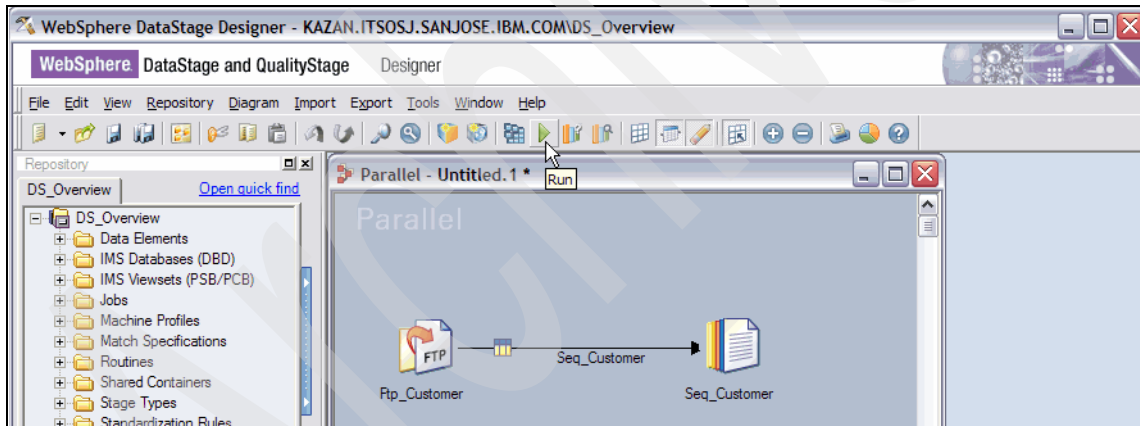 WebSphere DataStage Designer - KAZAN.ITSOSJ.SANJOSE.IBM.COM\DS_Overview
WebSphere. DataStage and QualityStage Designer
File Edit View Repository Diagram Import Export Tools Window Help
Repository
DS_Overview Open quick find
DS_Overview
Data Elements
IMS Databases (DBD)
IMS Viewsets (PSB/PCB)
Jobs
Machine Profiles
Match Specifications
Routines
Shared Containers
Stage Types
Standardization Rules
Parallel - Untitled.1 *
Run
Parallel
FTP
Seq_Customer
Ftp_Customer
Seq_Customer